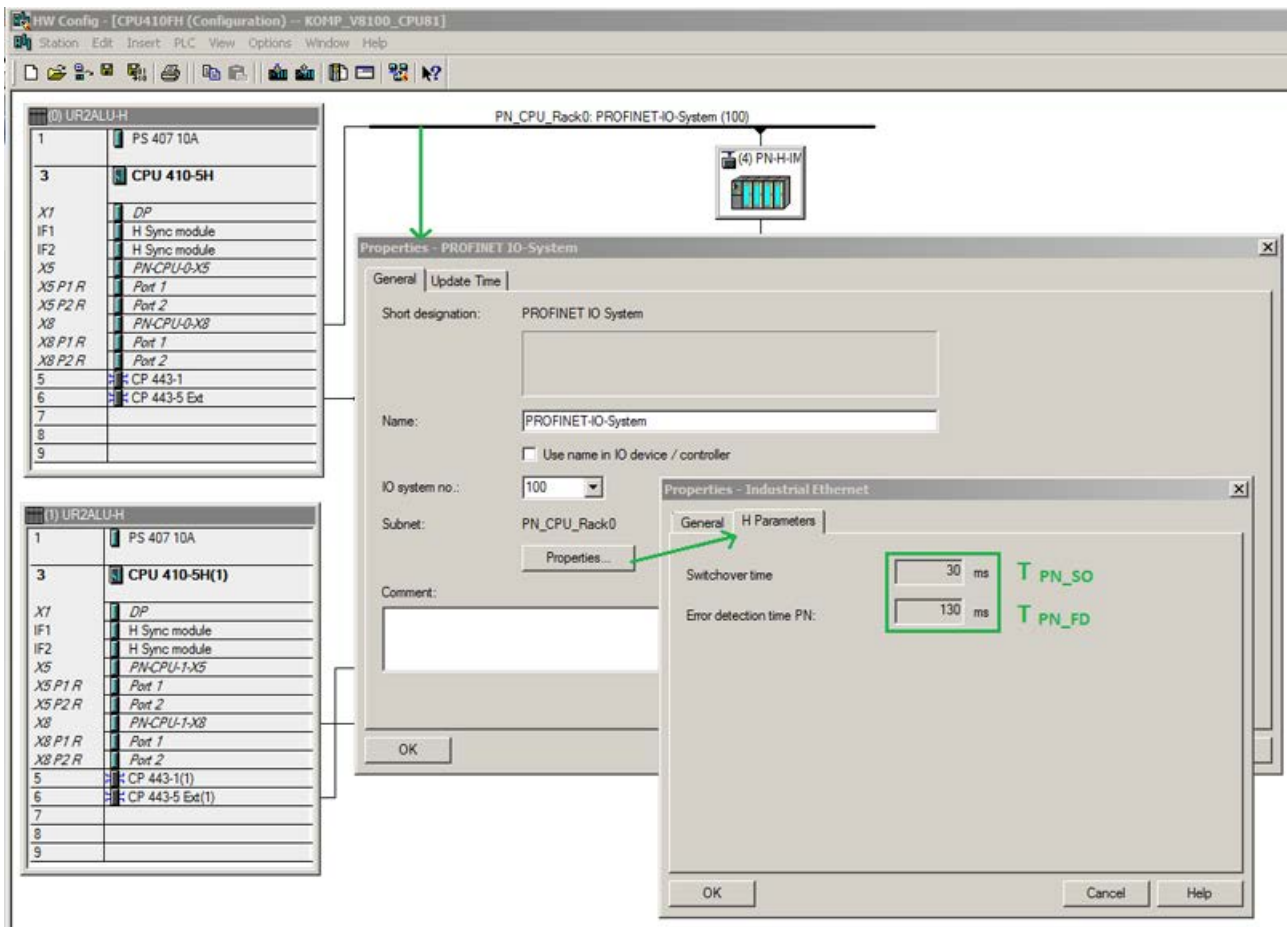 HW Config - [CPU410FH (Configuration) -- KOMP_V8100_CPU81]
Station Edit Insert PLC View Options Window Help
(0) UR2ALU-H
1 PS 407 10A
3 CPU 410-5H
X1 DP
IF1 H Sync module
IF2 H Sync module
X5 PN-CPU-0-X5
X5 P1 R Port 1
X5 P2 R Port 2
X8 PN-CPU-0-X8
X8 P1 R Port 1
X8 P2 R Port 2
5 CP 443-1
6 CP 443-5 Ext
7
8
9
PN_CPU_Rack0: PROFINET-IO-System (100)
(4) PN-H-IM
(1) UR2ALU-H
1 PS 407 10A
3 CPU 410-5H(1)
X1 DP
IF1 H Sync module
IF2 H Sync module
X5 PN-CPU-1-X5
X5 P1 R Port 1
X5 P2 R Port 2
X8 PN-CPU-1-X8
X8 P1 R Port 1
X8 P2 R Port 2
5 CP 443-1(1)
6 CP 443-5 Ext(1)
7
8
9
Properties - PROFINET IO-System
General Update Time
Short designation: PROFINET IO System
Name: PROFINET-IO-System
Use name in IO device / controller
IO system no.: 100
Subnet: PN_CPU_Rack0
Properties...
Comment:
OK
Properties - Industrial Ethernet
General H Parameters
Switchover time 30 ms T PN_SO
Error detection time PN: 130 ms T PN_FD
OK Cancel Help